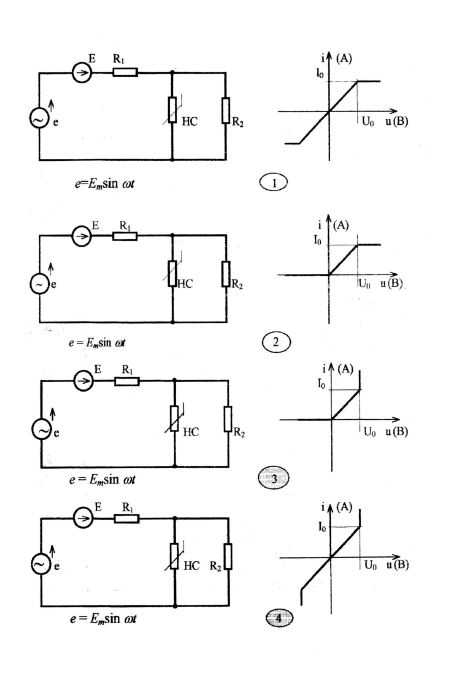 E R₁ i (A)
I₀
e HC R₂ U₀ u(B)
e=Eₘsin ωt 1
E R₁ i (A)
I₀
e HC R₂ U₀ u(B)
e = Eₘsin ωt 2
E R₁ i (A)
I₀
e HC R₂ U₀ u(B)
e = Eₘsin ωt 3
E R₁ i (A)
I₀
e HC R₂ U₀ u(B)
e = Eₘsin ωt 4